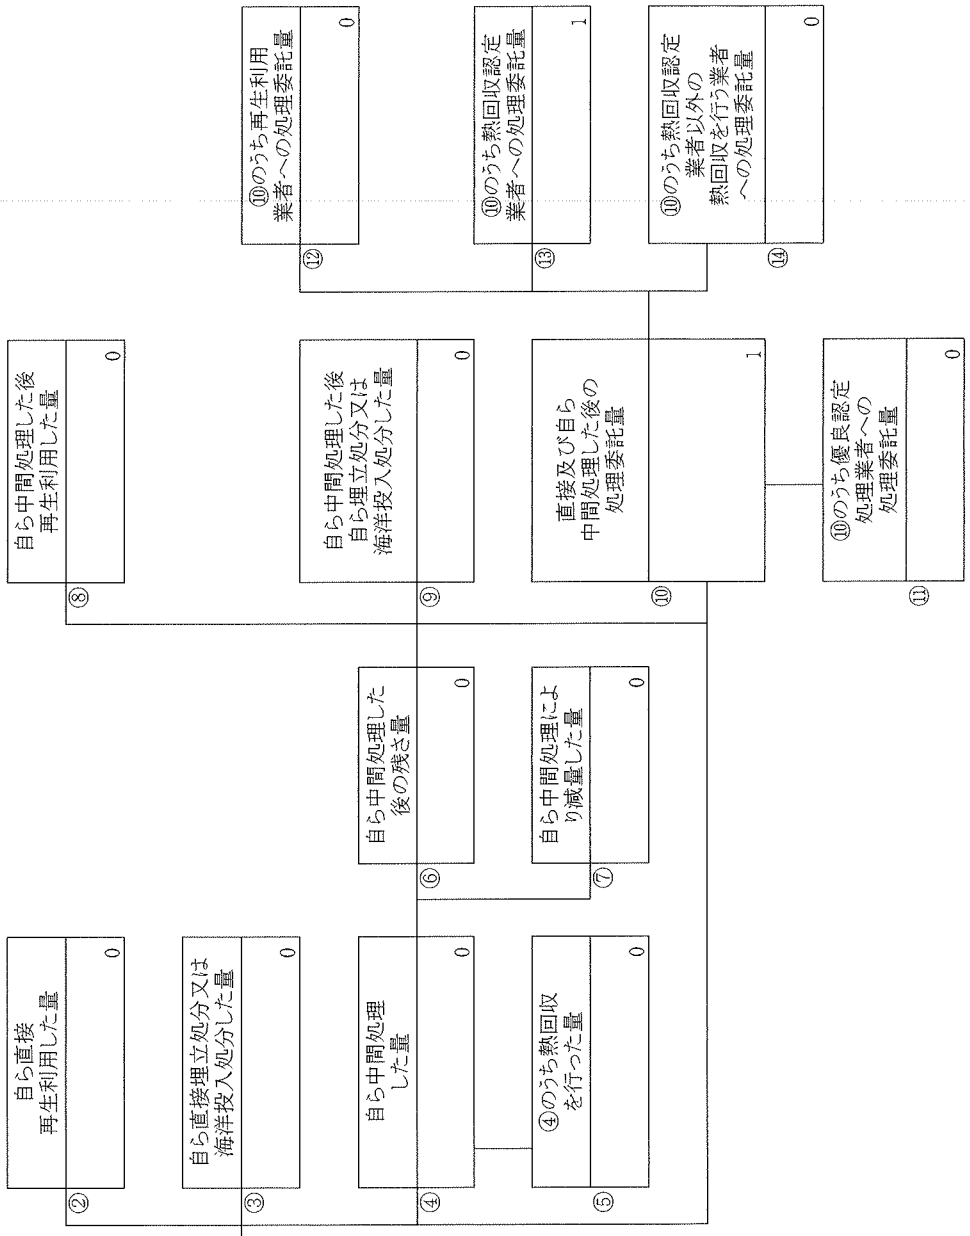 ②
自ら直接
再生利用した量
0
③
自ら直接埋立処分又は
海洋投入処分した量
0
④
自ら中間処理
した量
0
⑤
④のうち熱回収
を行った量
0
⑥
自ら中間処理した
後の残さ量
0
⑦
自ら中間処理によ
り減量した量
0
⑧
自ら中間処理した後
再生利用した量
0
⑨
自ら中間処理した後
自ら埋立処分又は
海洋投入処分した量
0
⑩
直接及び自ら
中間処理した後の
処理委託量
1
⑪
⑩のうち優良認定
処理業者への
処理委託量
0
⑫
⑩のうち再生利用
業者への処理委託量
0
⑬
⑩のうち熱回収認定
業者への処理委託量
1
⑭
⑩のうち熱回収認定
業者以外の
熱回収を行う業者
への処理委託量
0